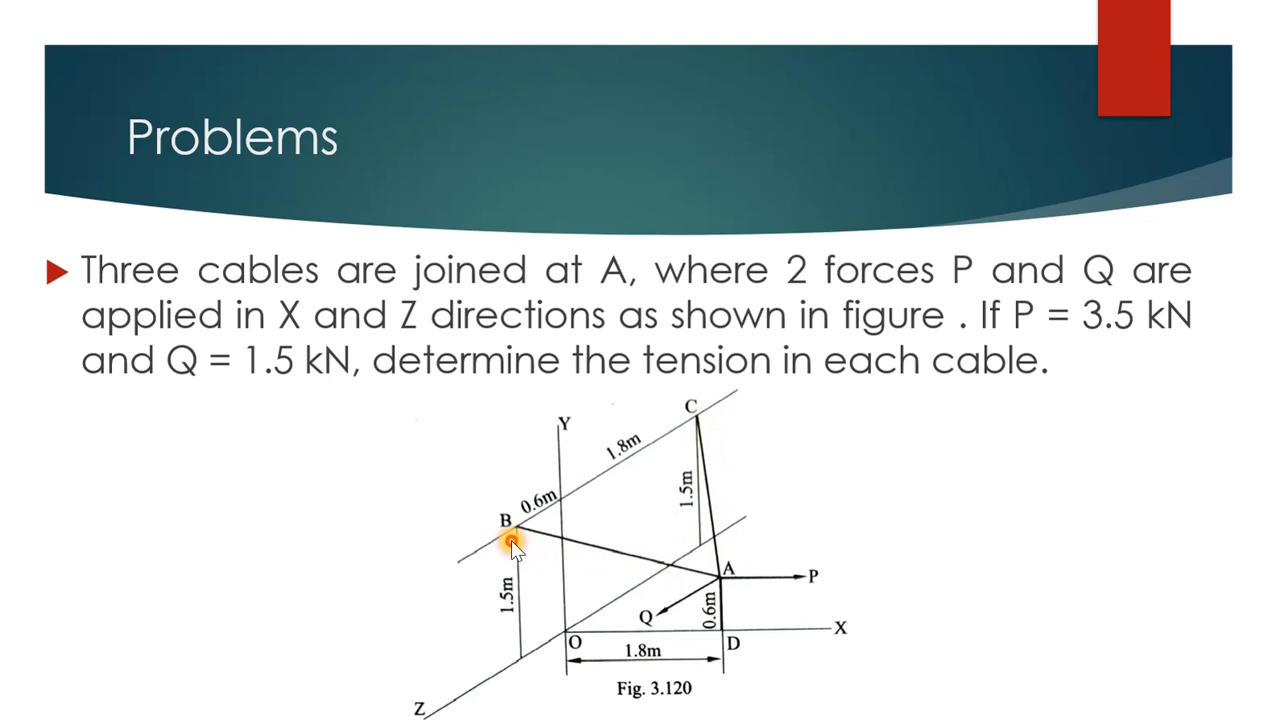 Problems
Three cables are joined at A, where 2 forces P and Q are
applied in X and Z directions as shown in figure . If P = 3.5 kN
and Q = 1.5 kN, determine the tension in each cable.
C
Y
1.8m
0.6m
1.5m
B
A
P
1.5m
Q
0.6m
X
O
D
1.8m
Fig. 3.120
Z